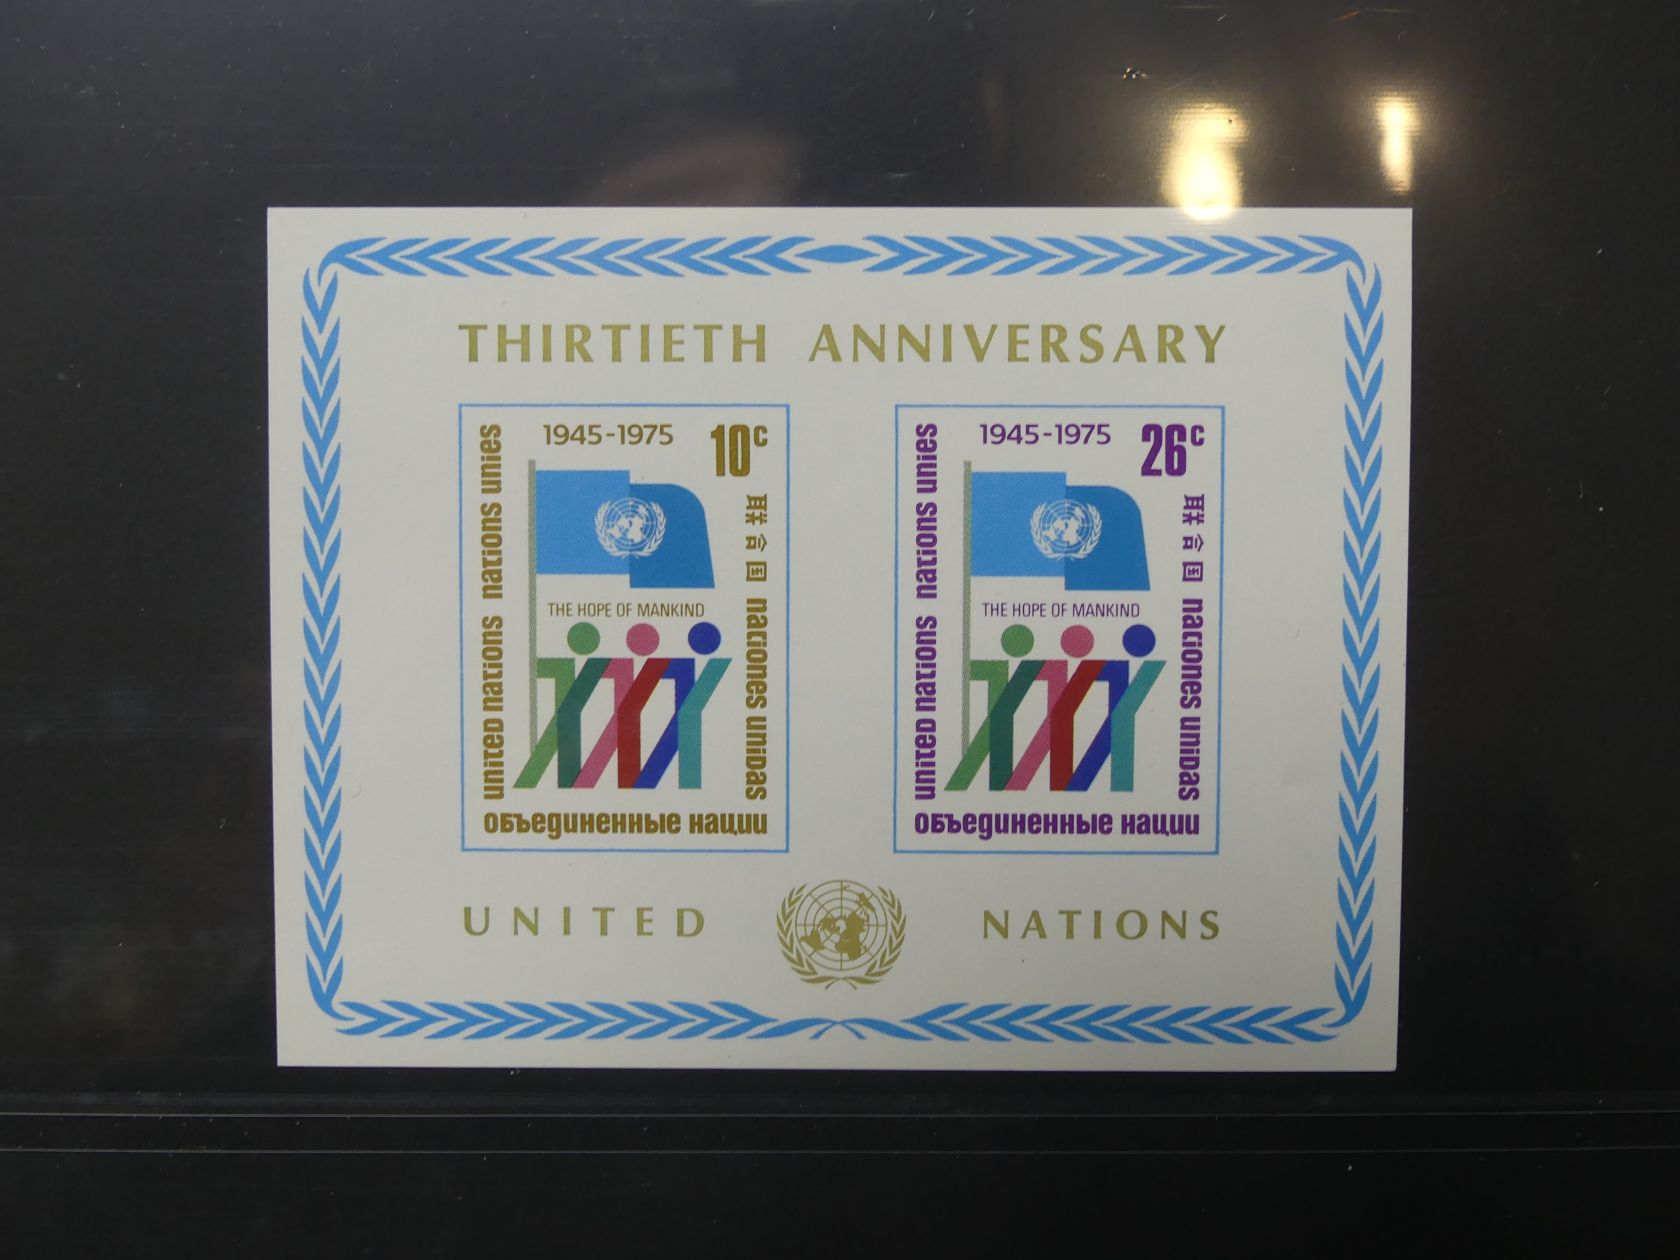 THIRTIETH ANNIVERSARY
1945-1975
10c
united nations nations unies
联合国 naciones unidas
THE HOPE OF MANKIND
объединенные нации
1945-1975
26c
united nations nations unies
联合国 naciones unidas
THE HOPE OF MANKIND
объединенные нации
UNITED NATIONS